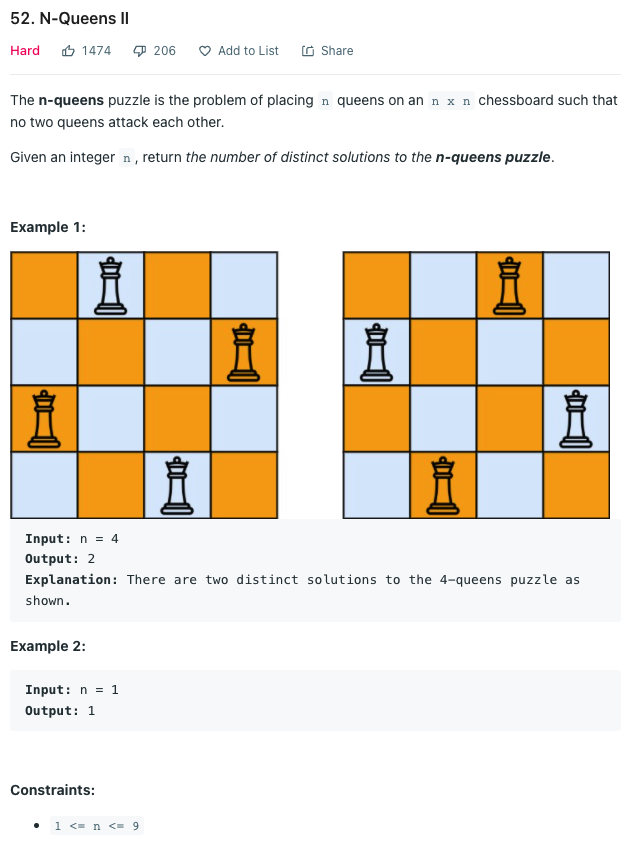 52. N-Queens II
Hard 1474 206 Add to List Share
The n-queens puzzle is the problem of placing n queens on an n x n chessboard such that
no two queens attack each other.
Given an integer n , return the number of distinct solutions to the n-queens puzzle.
Example 1:
Input: n = 4
Output: 2
Explanation: There are two distinct solutions to the 4-queens puzzle as
shown.
Example 2:
Input: n = 1
Output: 1
Constraints:
• 1 <= n <= 9